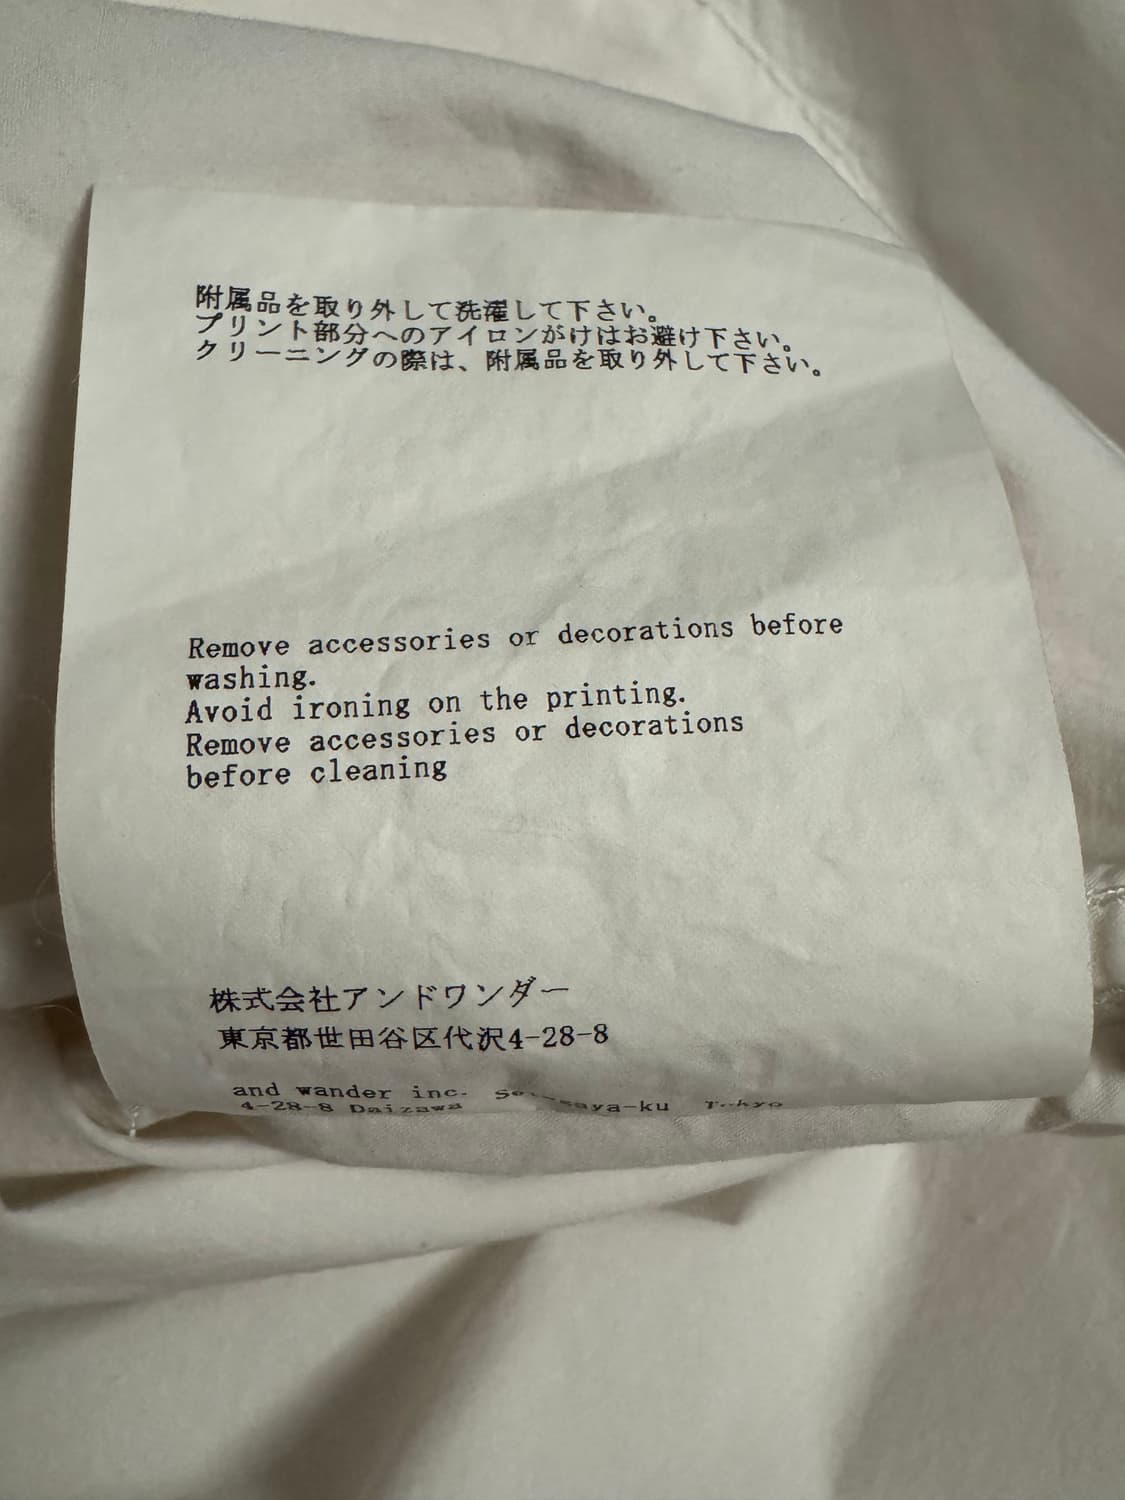 附属品を取り外して洗濯して下さい。
プリント部分へのアイロンがけはお避け下さい。
クリーニングの際は、附属品を取り外して下さい。
Remove accessories or decorations before
washing.
Avoid ironing on the printing.
Remove accessories or decorations
before cleaning
株式会社アンドワンダー
東京都世田谷区代沢4-28-8
and wander inc.
4-28-8 Daizawa